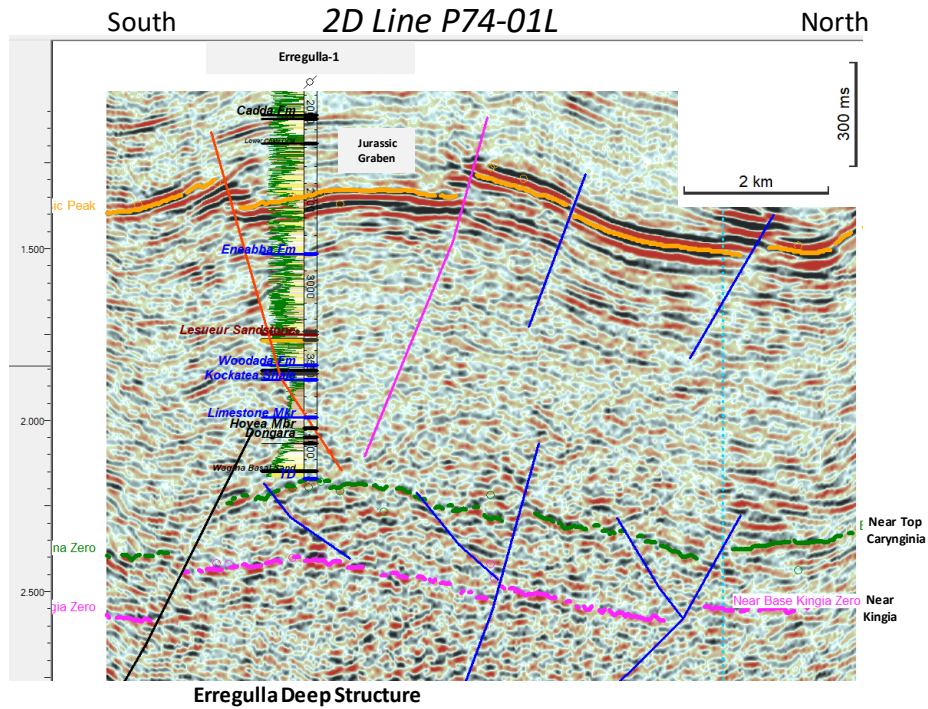 South
2D Line P74-01L
North
Erregulla-1
Cadda Fm
300 ms
Jurassic
Graben
2 km
ic Peak
1.500
Eneabba Fm
3000
Lesueur Sandstone
Woodada Fm
Kockatea Shale
Limestone Mkr
2.000
Hovea Mbr
Dongara
Wagina Basal Sand
TD
Near Top
Carynginia
na Zero
2.500
gia Zero
Near Base Kingia Zero
Near
Kingia
Erregulla Deep Structure